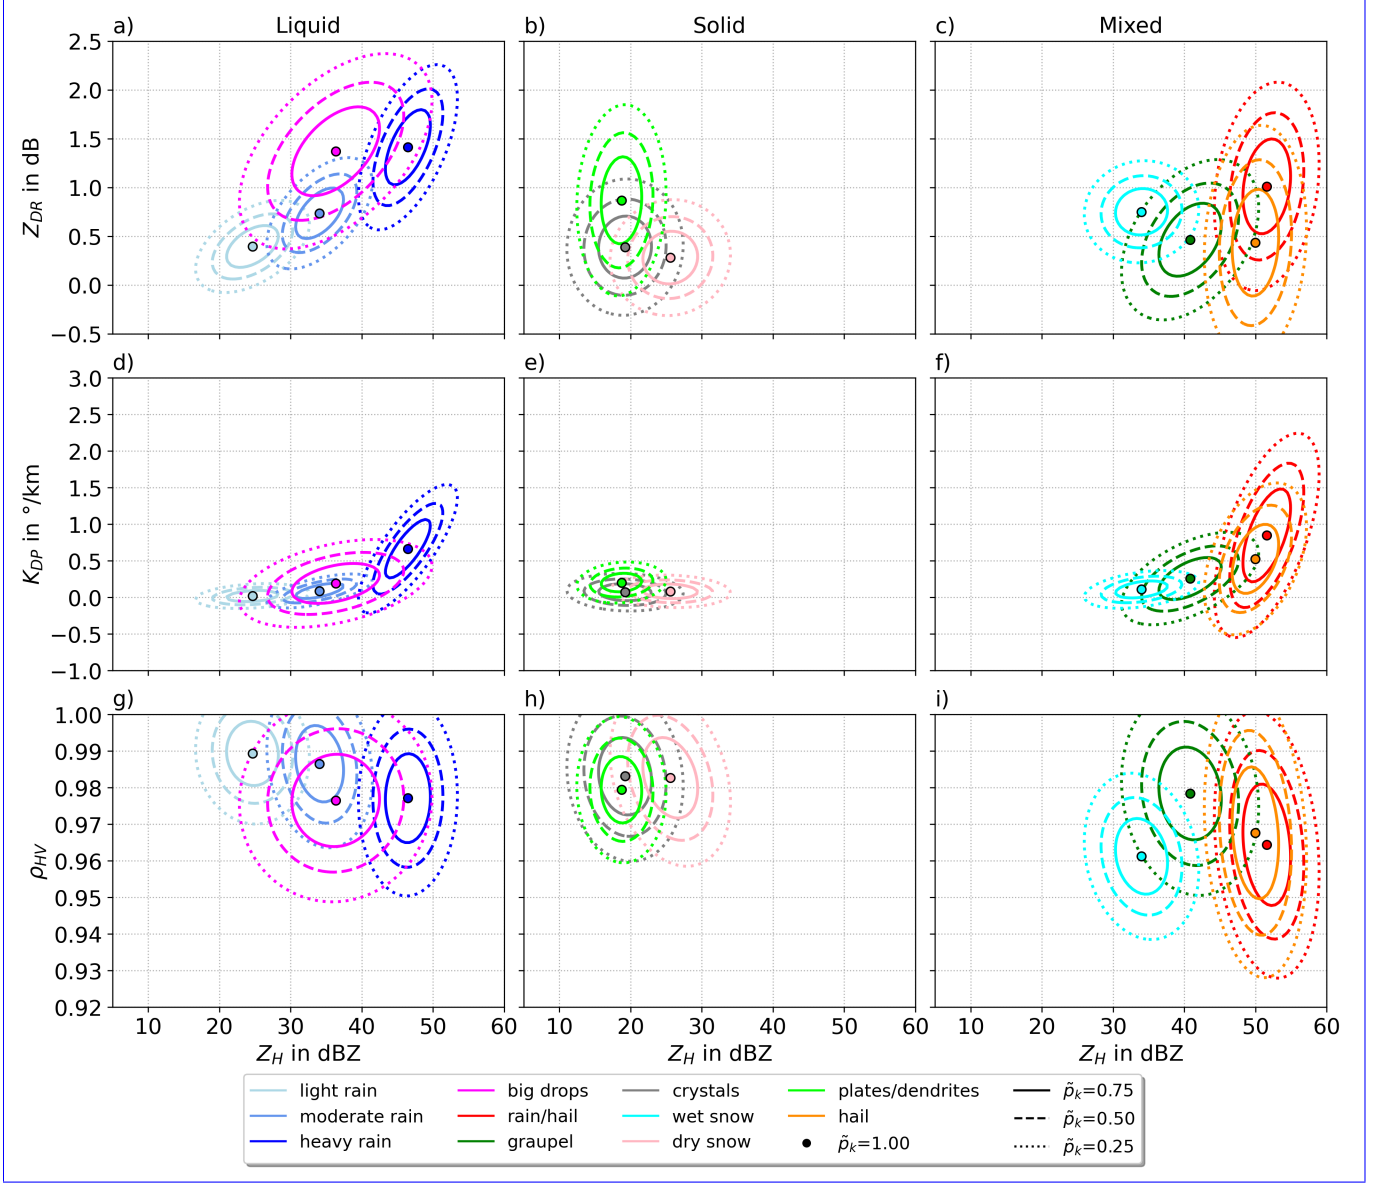 a) Liquid b) Solid c) Mixed
2.5
2.0
1.5
1.0
0.5
0.0
−0.5
Z_DR in dB
d) e) f)
3.0
2.5
2.0
1.5
1.0
0.5
0.0
−0.5
−1.0
K_DP in °/km
g) h) i)
1.00
0.99
0.98
0.97
0.96
0.95
0.94
0.93
0.92
ρ_HV
10 20 30 40 50 60 10 20 30 40 50 60 10 20 30 40 50 60
Z_H in dBZ Z_H in dBZ Z_H in dBZ
light rain big drops crystals plates/dendrites p̃_k=0.75
moderate rain rain/hail wet snow hail p̃_k=0.50
heavy rain graupel dry snow p̃_k=1.00 p̃_k=0.25